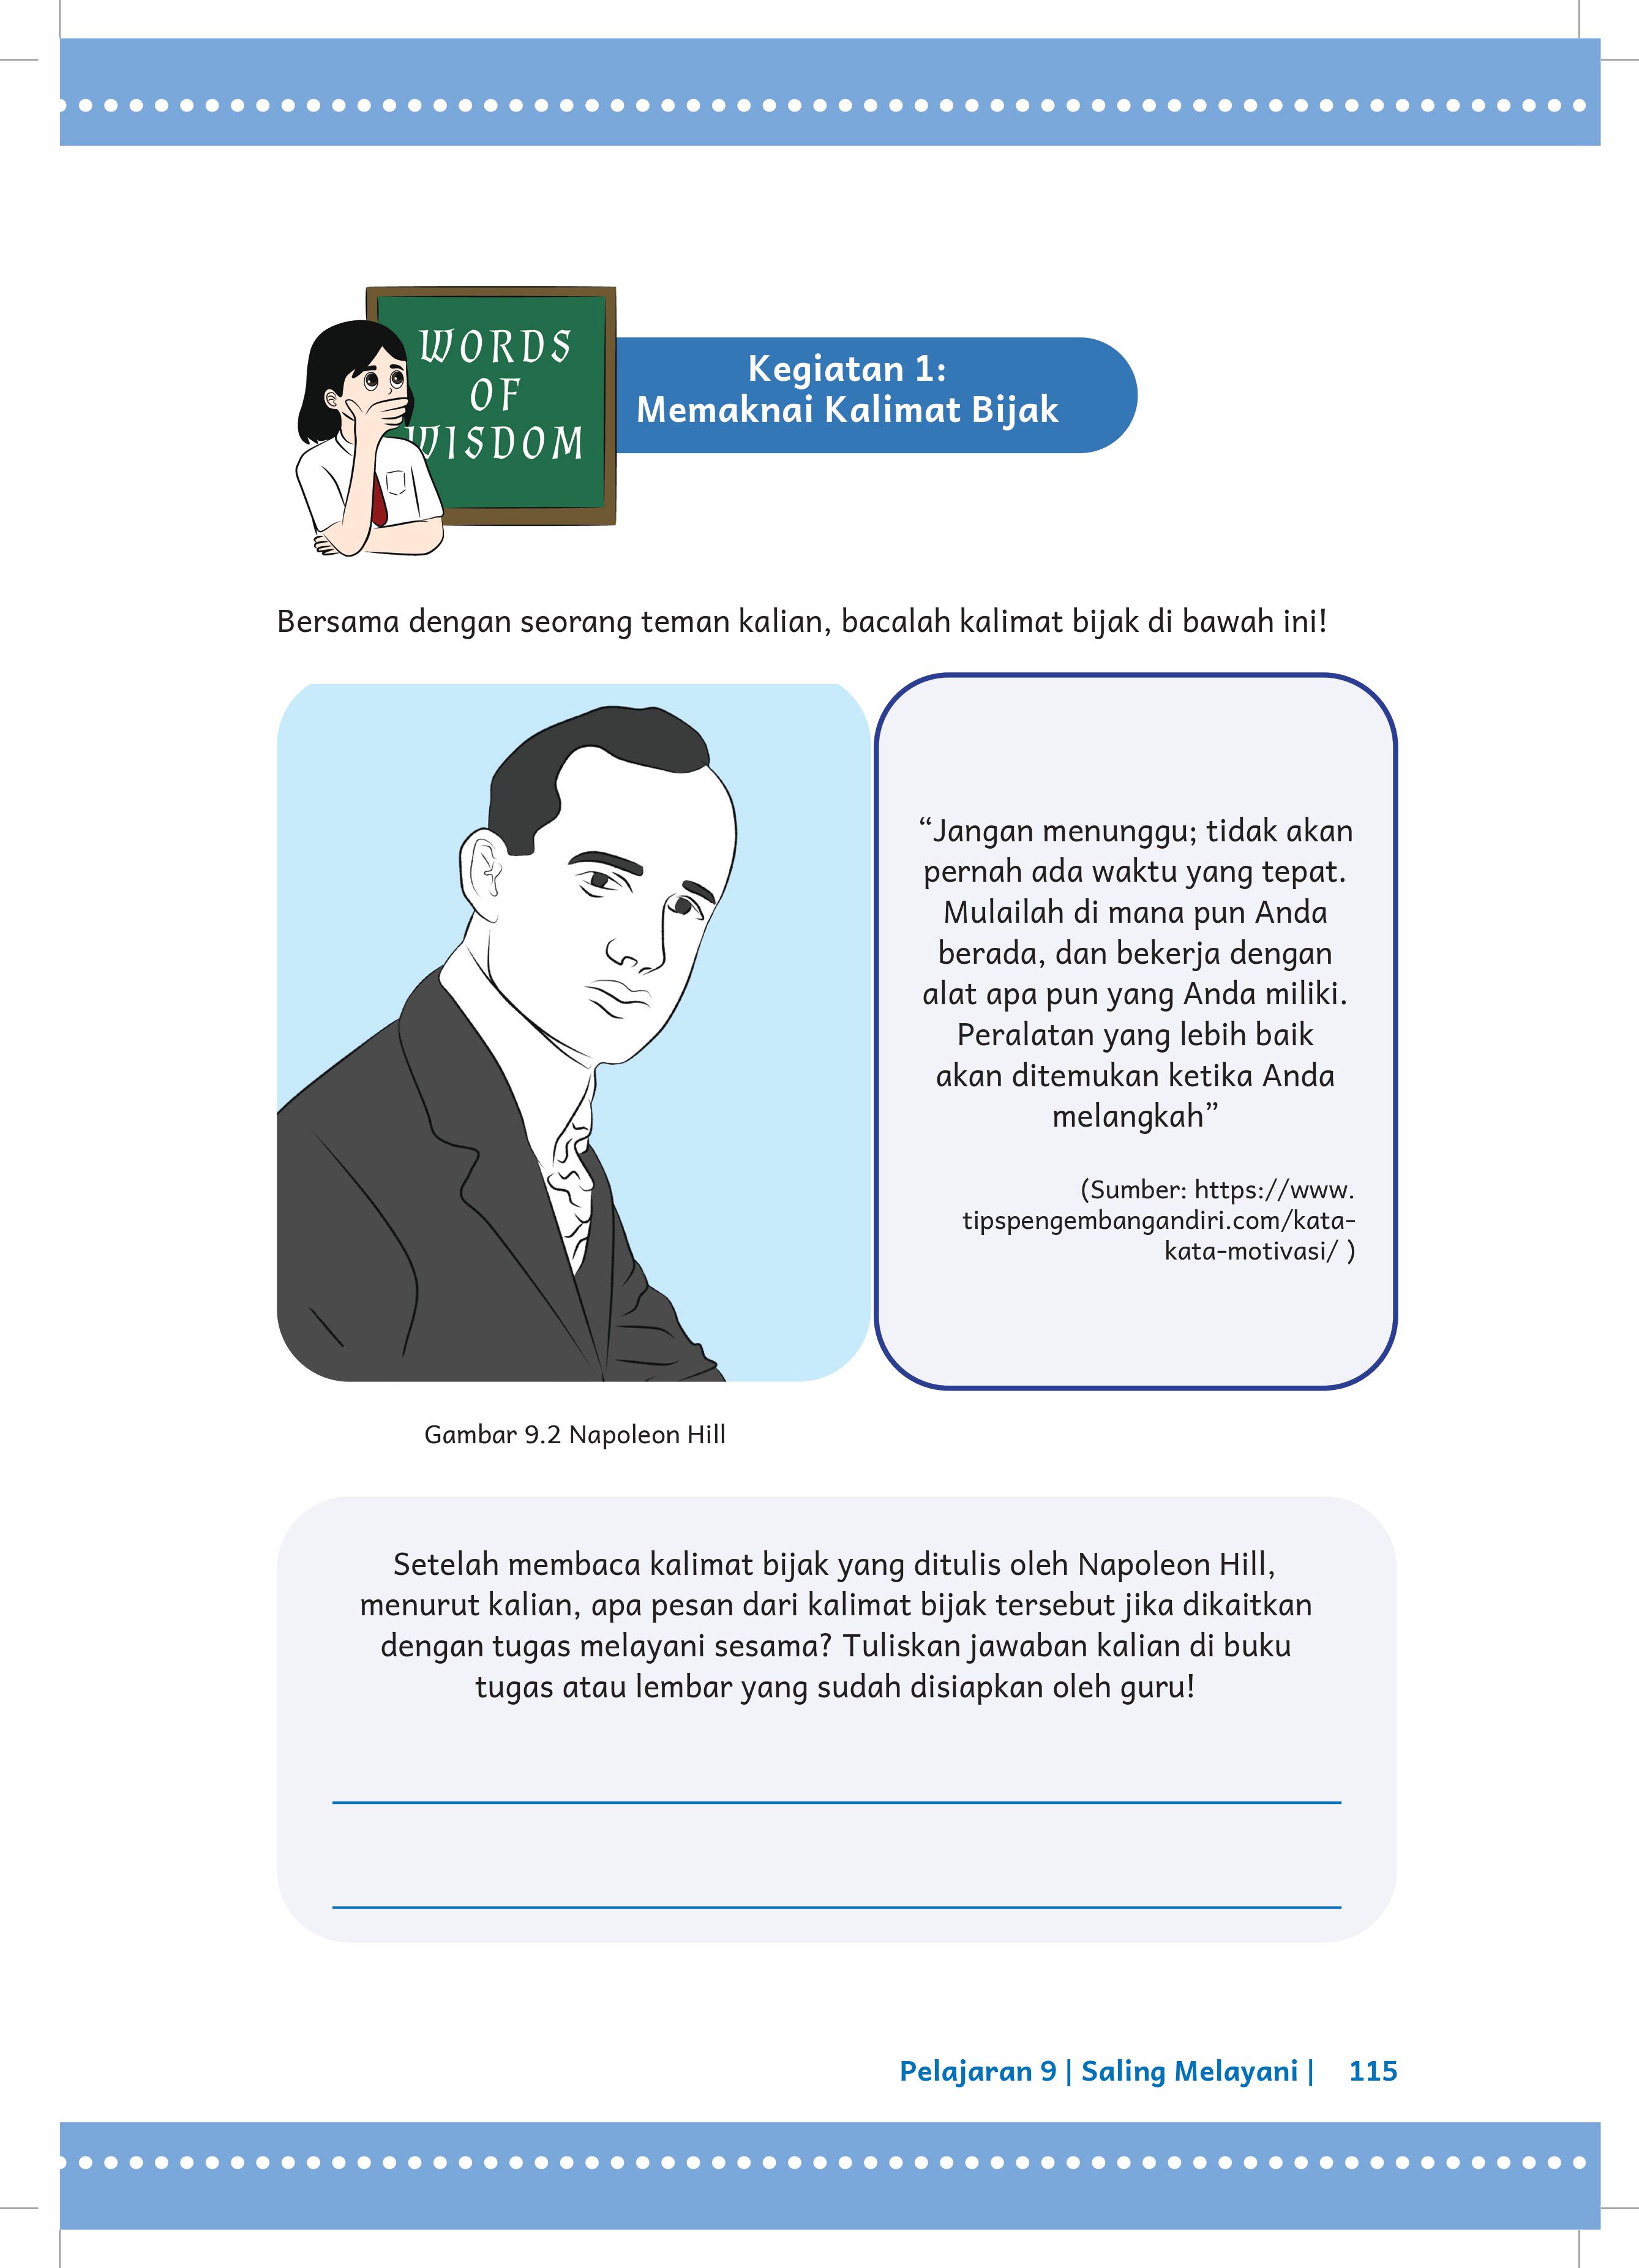 WORDS
OF
WISDOM
Kegiatan 1:
Memaknai Kalimat Bijak
Bersama dengan seorang teman kalian, bacalah kalimat bijak di bawah ini!
“Jangan menunggu; tidak akan
pernah ada waktu yang tepat.
Mulailah di mana pun Anda
berada, dan bekerja dengan
alat apa pun yang Anda miliki.
Peralatan yang lebih baik
akan ditemukan ketika Anda
melangkah”
(Sumber: https://www.
tipspengembangandiri.com/kata-
kata-motivasi/ )
Gambar 9.2 Napoleon Hill
Setelah membaca kalimat bijak yang ditulis oleh Napoleon Hill,
menurut kalian, apa pesan dari kalimat bijak tersebut jika dikaitkan
dengan tugas melayani sesama? Tuliskan jawaban kalian di buku
tugas atau lembar yang sudah disiapkan oleh guru!
Pelajaran 9 | Saling Melayani | 115